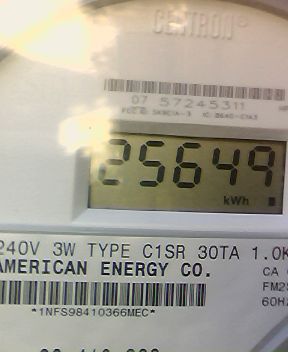 CENTRON®
07 57245311
25649
kWh
240V 3W TYPE C1SR 30TA 1.0K
AMERICAN ENERGY CO.
CA
FM2S
60HZ
*1NFS98410366MEC*